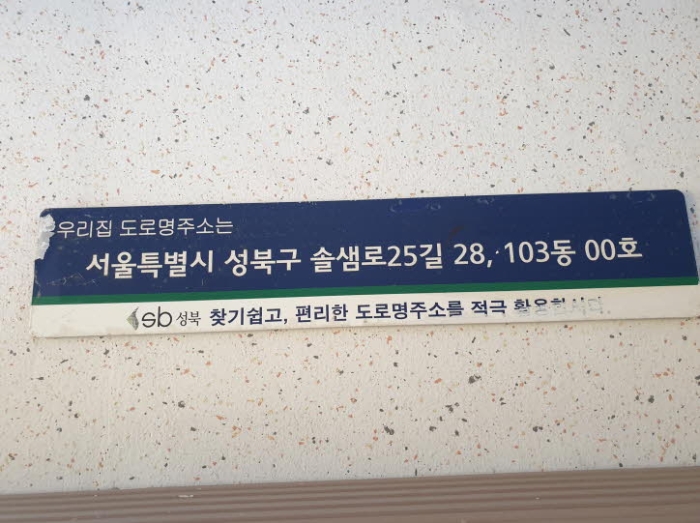 우리집 도로명주소는
서울특별시 성북구 솔샘로25길 28, 103동 00호
sb 성북 찾기쉽고, 편리한 도로명주소를 적극 활용합시다.